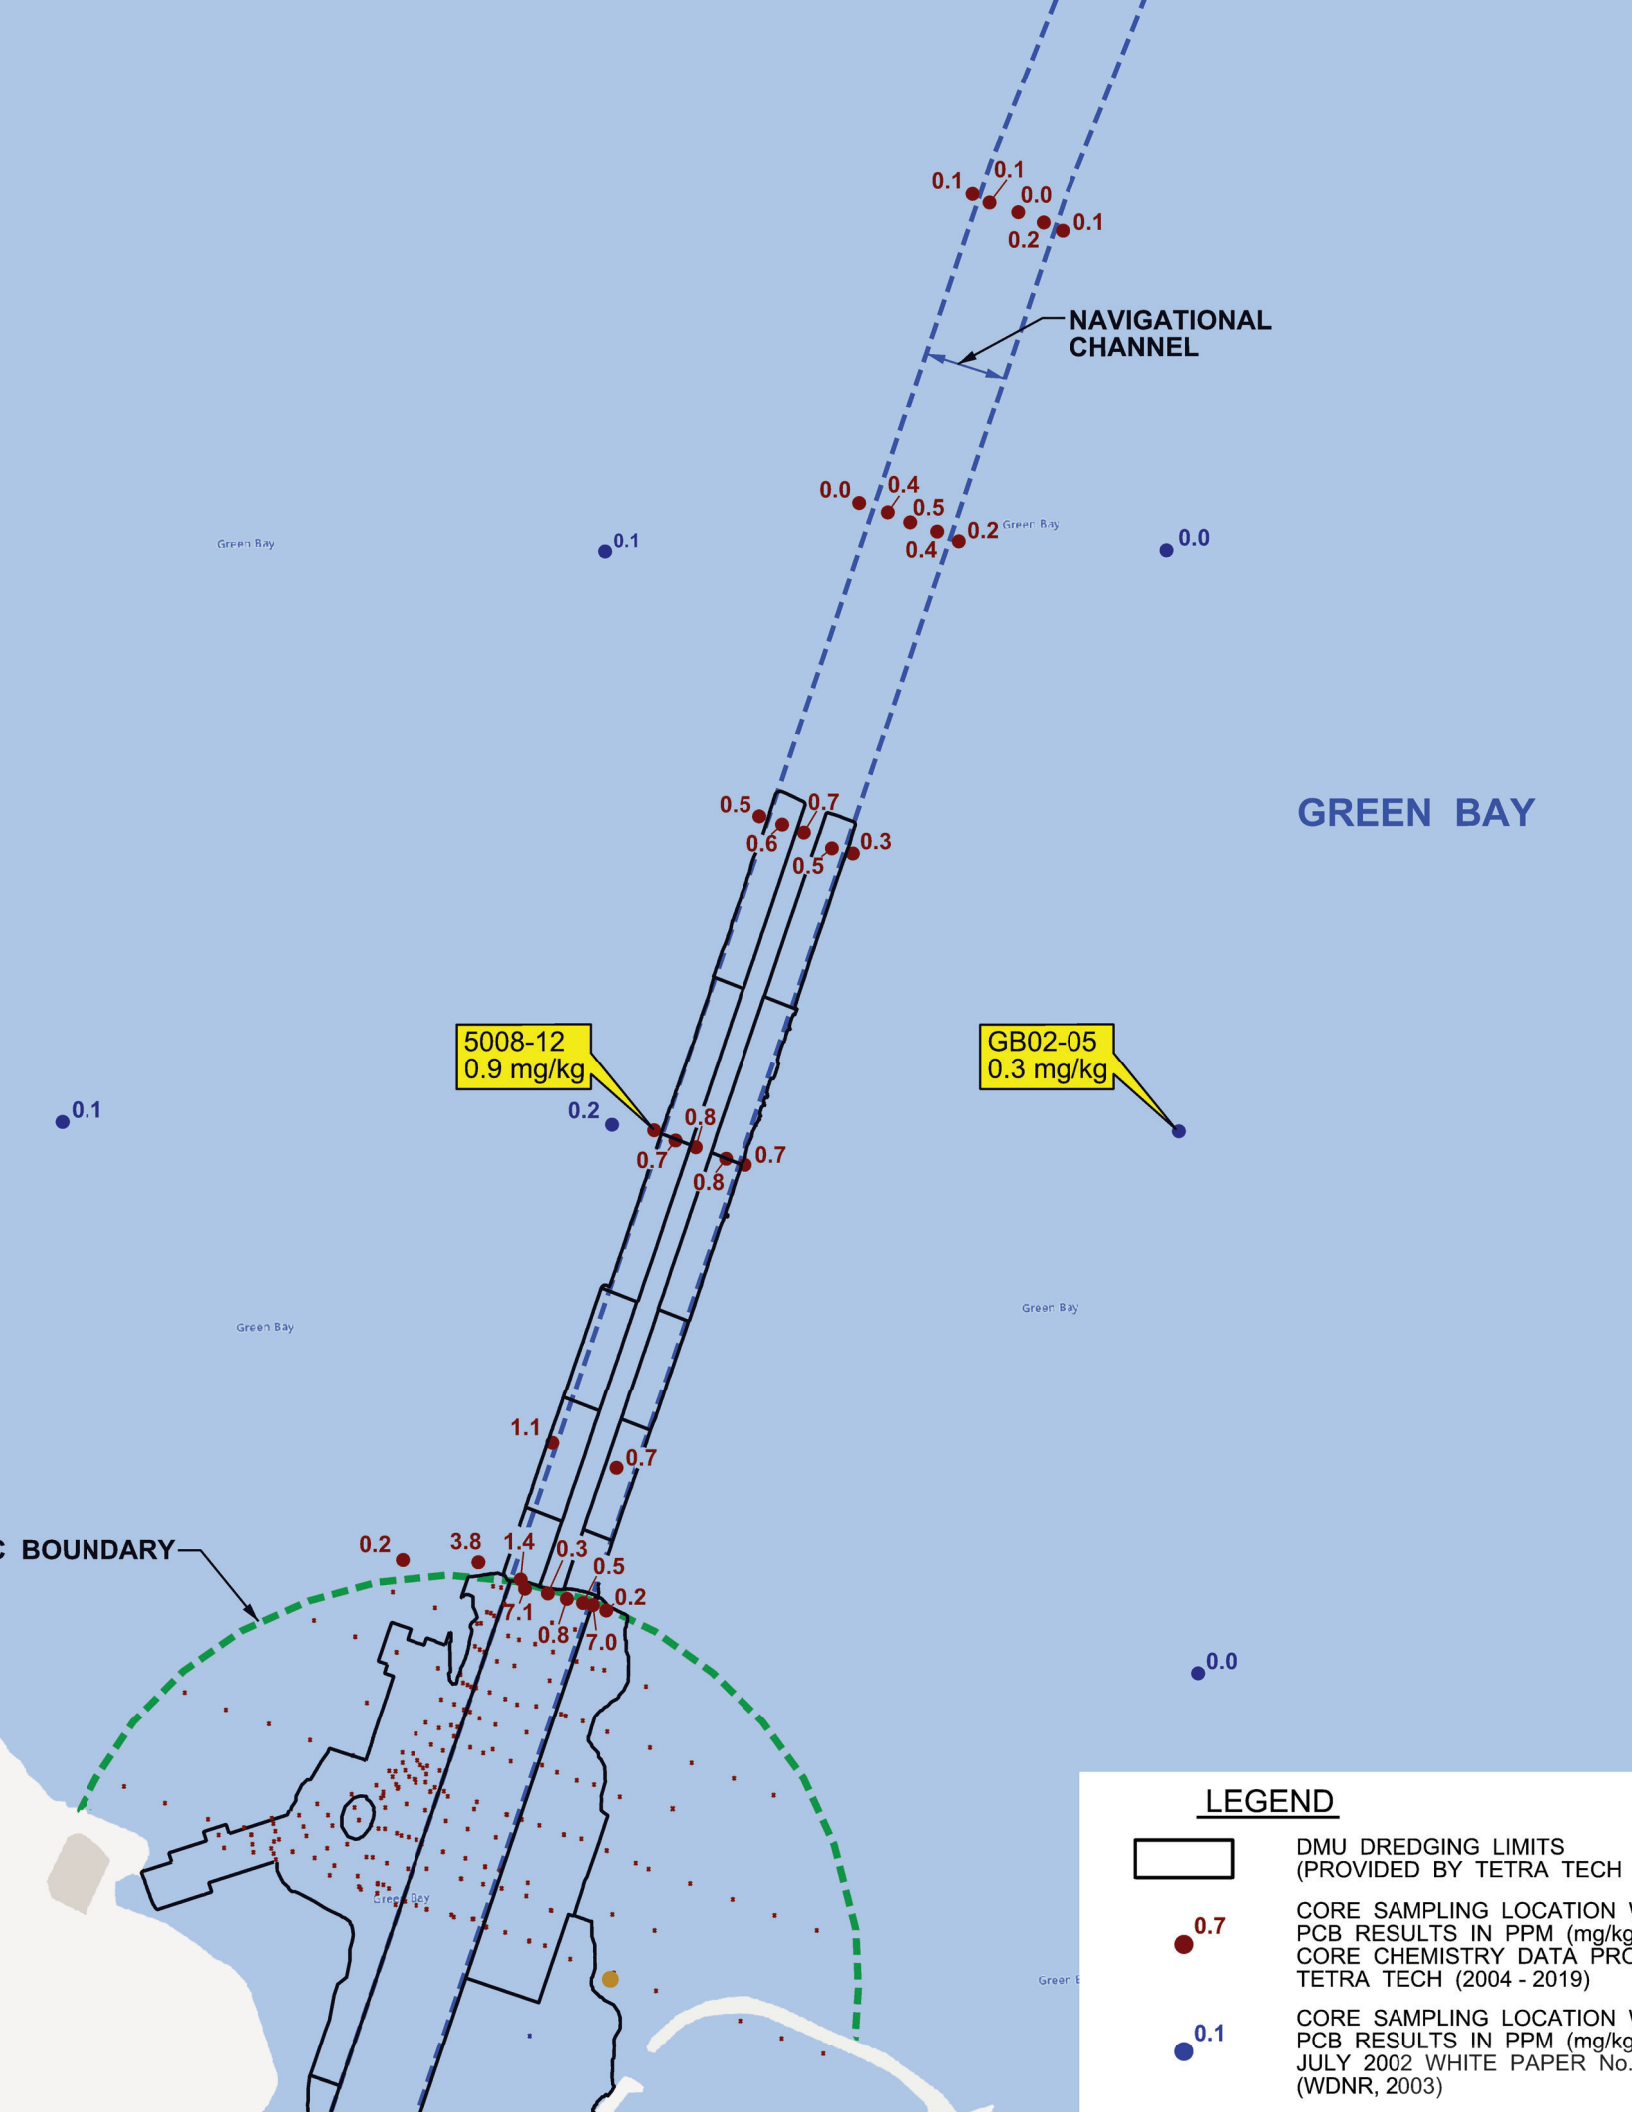 0.1
0.1
0.0
0.1
0.2
NAVIGATIONAL
CHANNEL
0.0
0.4
0.5
0.2
0.4
Green Bay
Green Bay
0.1
0.0
0.5
0.7
0.6
0.3
0.5
GREEN BAY
5008-12
0.9 mg/kg
GB02-05
0.3 mg/kg
0.1
0.2
0.8
0.7
0.7
0.8
Green Bay
Green Bay
1.1
0.7
BOUNDARY
0.2
3.8
1.4
0.3
0.5
0.2
7.1
0.8
7.0
0.0
Green Bay
Green
LEGEND
DMU DREDGING LIMITS
(PROVIDED BY TETRA TECH
0.7
CORE SAMPLING LOCATION
PCB RESULTS IN PPM (mg/kg
CORE CHEMISTRY DATA PRO
TETRA TECH (2004 - 2019)
0.1
CORE SAMPLING LOCATION
PCB RESULTS IN PPM (mg/kg
JULY 2002 WHITE PAPER No.
(WDNR, 2003)